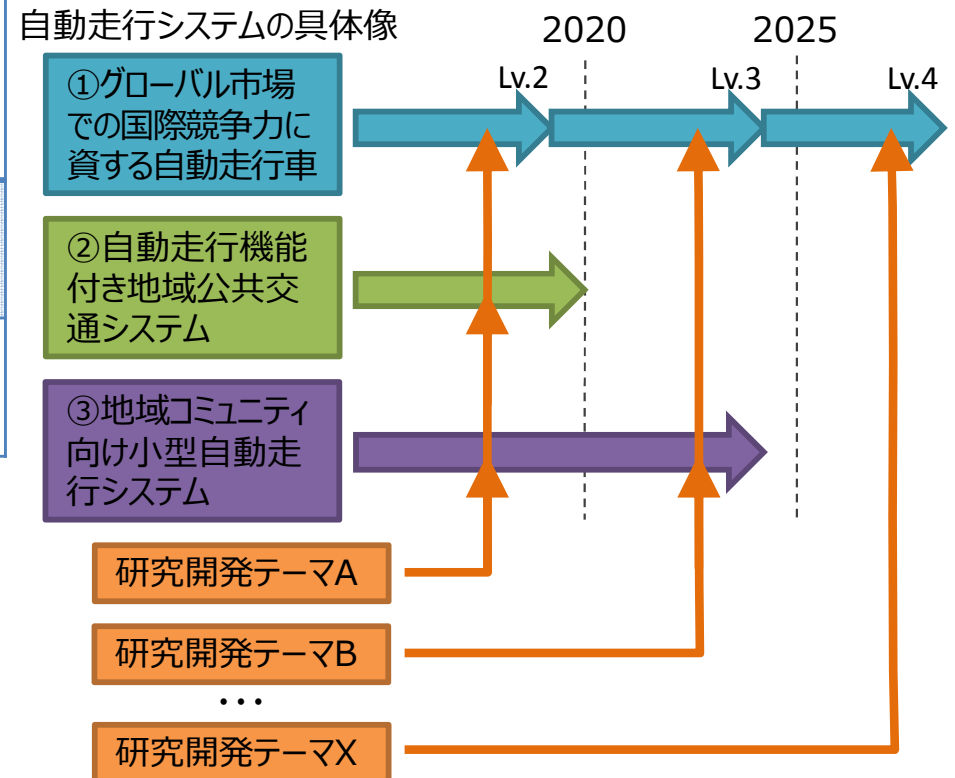 自動走行システムの具体像
2020
2025
Lv.2
Lv.3
Lv.4
①グローバル市場
での国際競争力に
資する自動走行車
②自動走行機能
付き地域公共交
通システム
③地域コミュニティ
向け小型自動走
行システム
研究開発テーマA
研究開発テーマB
・・・
研究開発テーマX